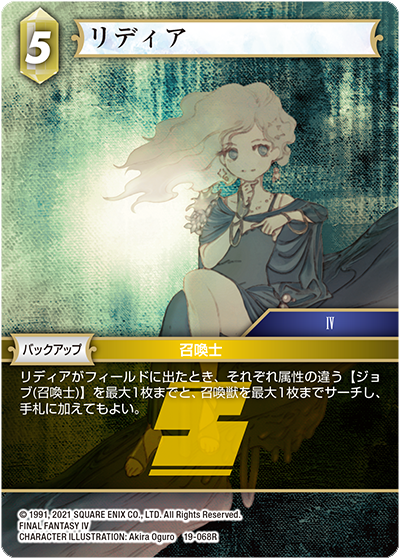 5
リディア
IV
バックアップ
召喚士
リディアがフィールドに出たとき、それぞれ属性の違う【ジョ
ブ(召喚士)】を最大1枚までと、召喚獣を最大1枚までサーチし、
手札に加えてもよい。
土
© 1991, 2021 SQUARE ENIX CO., LTD. All Rights Reserved.
FINAL FANTASY IV
CHARACTER ILLUSTRATION: Akira Oguro 19-068R